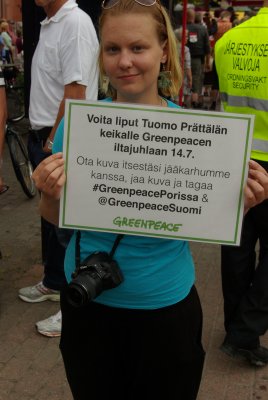 JÄRJESTYKSEN
VALVOJA
ORDNINGSVAKT
Voita liput Tuomo Prättälän
keikalle Greenpeacen
iltajuhlaan 14.7.
Ota kuva itsestäsi jääkarhumme
kanssa, jaa kuva ja tagaa
#GreenpeacePorissa &
@GreenpeaceSuomi
GREENPEACE